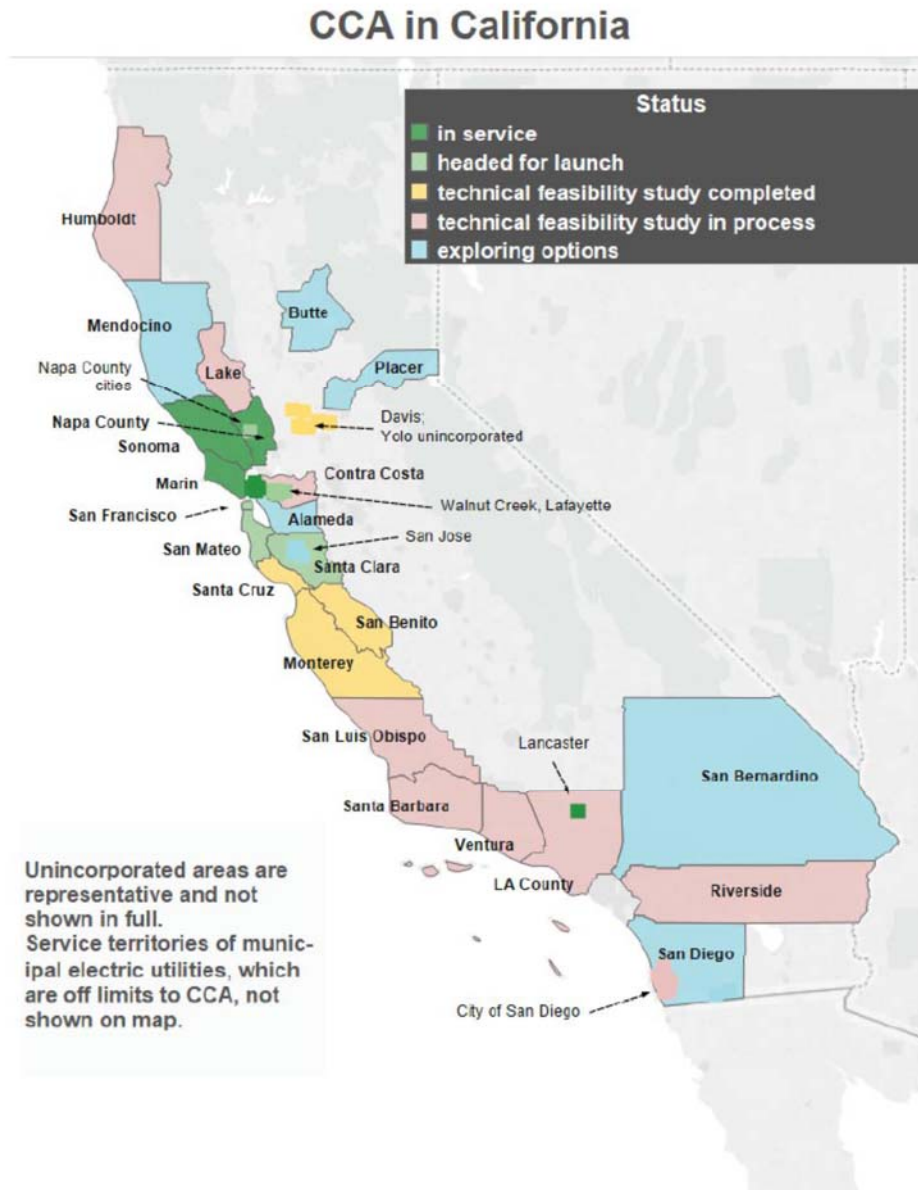 CCA in California
Status
in service
headed for launch
technical feasibility study completed
technical feasibility study in process
exploring options
Humboldt
Mendocino
Butte
Napa County
cities
Lake
Placer
Napa County
Davis;
Yolo unincorporated
Sonoma
Marin
Contra Costa
San Francisco
Walnut Creek, Lafayette
Alameda
San Mateo
San Jose
Santa Clara
Santa Cruz
San Benito
Monterey
San Luis Obispo
Lancaster
San Bernardino
Santa Barbara
Ventura
LA County
Riverside
San Diego
City of San Diego
Unincorporated areas are
representative and not
shown in full.
Service territories of munic-
ipal electric utilities, which
are off limits to CCA, not
shown on map.